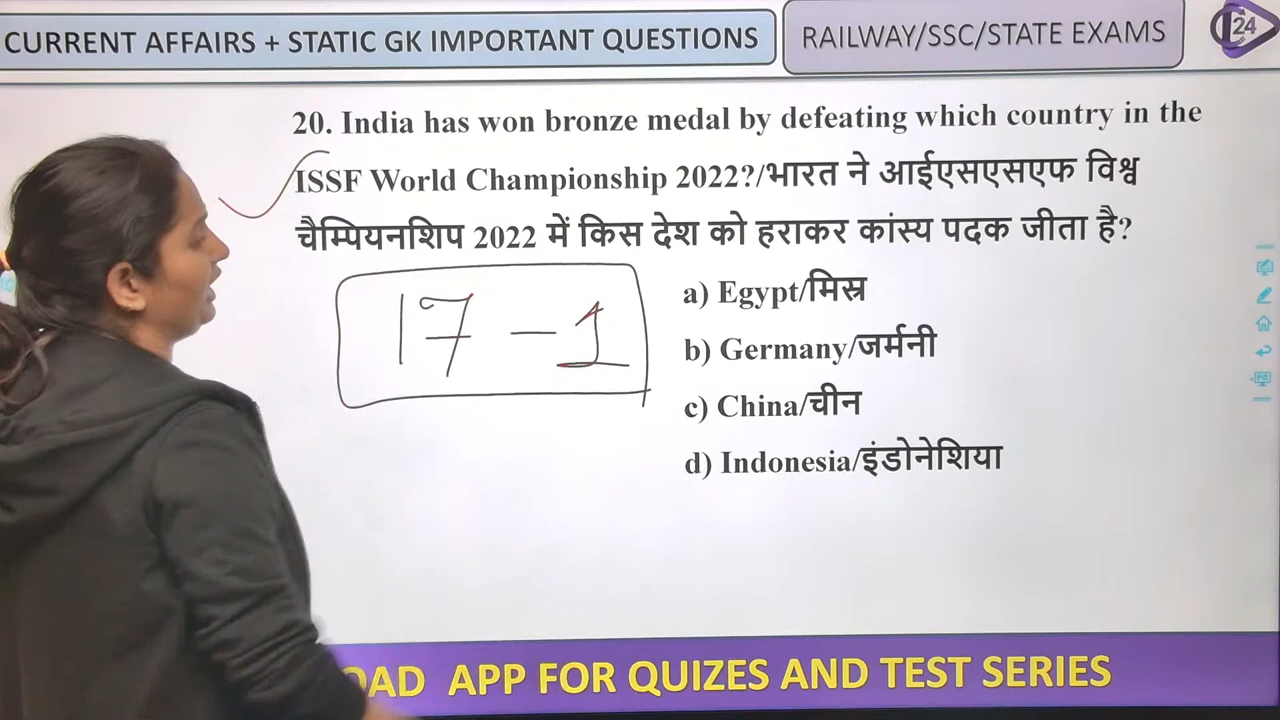 CURRENT AFFAIRS + STATIC GK IMPORTANT QUESTIONS
RAILWAY/SSC/STATE EXAMS
24
20. India has won bronze medal by defeating which country in the
ISSF World Championship 2022?/भारत ने आईएसएसएफ विश्व
चैम्पियनशिप 2022 में किस देश को हराकर कांस्य पदक जीता है?
17 - 1
a) Egypt/मिस्र
b) Germany/जर्मनी
c) China/चीन
d) Indonesia/इंडोनेशिया
OAD APP FOR QUIZES AND TEST SERIES